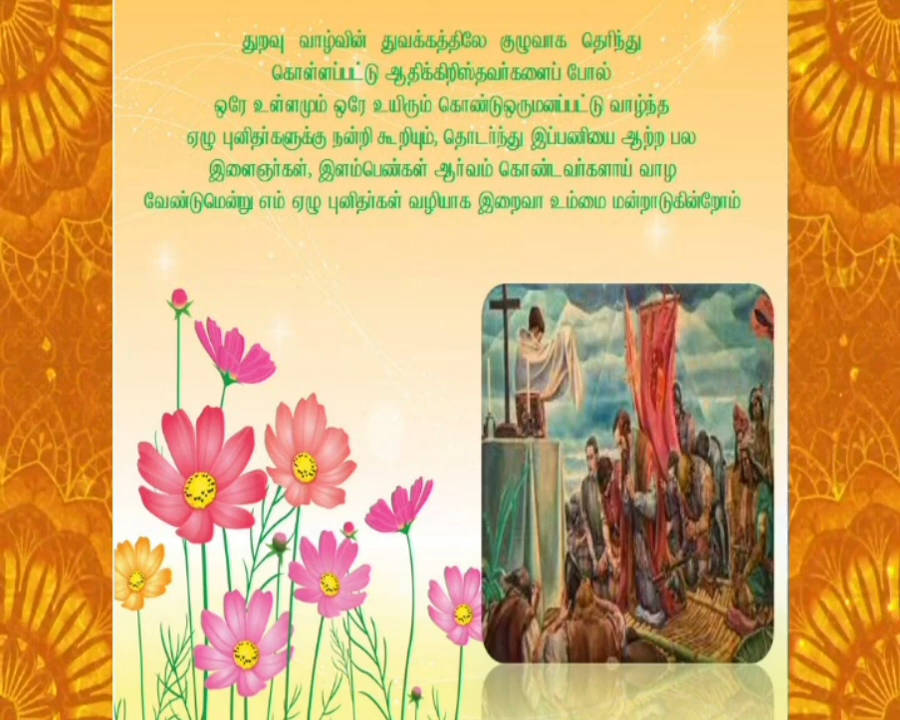 துறவு வாழ்வின் துவக்கத்திலே குழுவாக தெரிந்து
கொள்ளப்பட்டு ஆதிக்கிறிஸ்தவர்களைப் போல்
ஒரே உள்ளமும் ஒரே உயிரும் கொண்டுஒருமனப்பட்டு வாழ்ந்த
ஏழு புனிதர்களுக்கு நன்றி கூறியும், தொடர்ந்து இப்பணியை ஆற்ற பல
இளைஞர்கள், இளம்பெண்கள் ஆர்வம் கொண்டவர்களாய் வாழ
வேண்டுமென்று எம் ஏழு புனிதர்கள் வழியாக இறைவா உம்மை மன்றாடுகின்றோம்